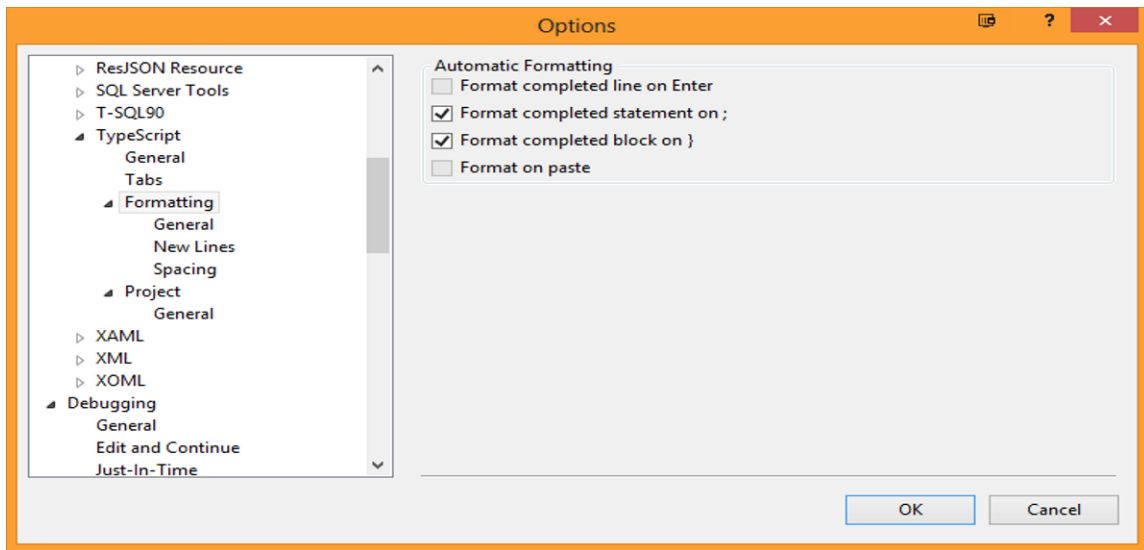 Options
?
ResJSON Resource
SQL Server Tools
T-SQL90
TypeScript
General
Tabs
Formatting
General
New Lines
Spacing
Project
General
XAML
XML
XOML
Debugging
General
Edit and Continue
Just-In-Time
Automatic Formatting
Format completed line on Enter
Format completed statement on ;
Format completed block on }
Format on paste
OK
Cancel